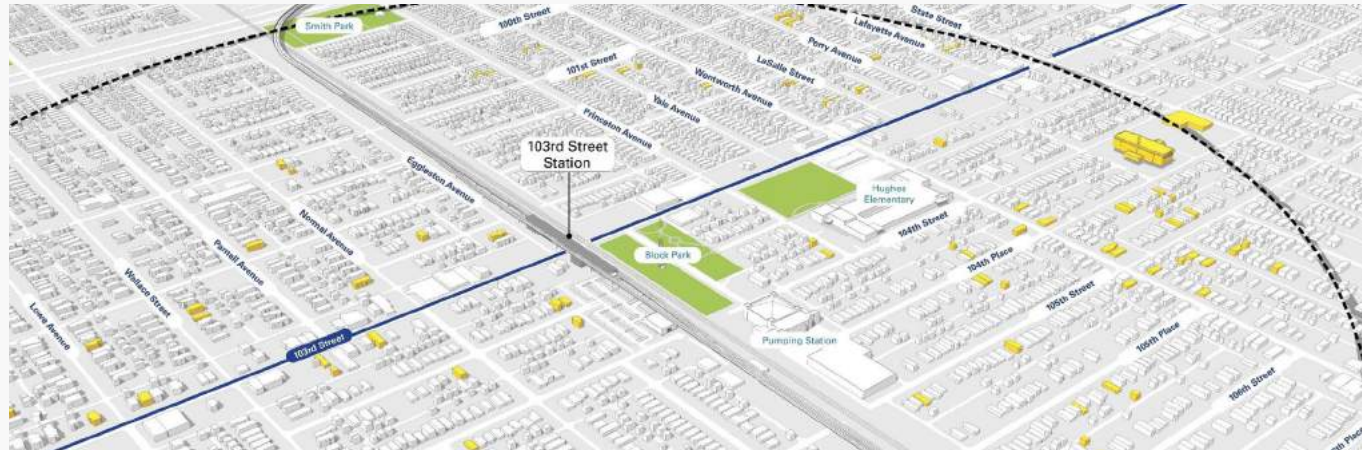 Smith Park
100th Street
State Street
Lafayette Avenue
Perry Avenue
LaSalle Street
101st Street
Wentworth Avenue
Yale Avenue
Princeton Avenue
103rd Street
Station
Eggleston Avenue
Hughes
Elementary
104th Street
Normal Avenue
Block Park
104th Place
Parnell Avenue
105th Street
Wallace Street
Lowe Avenue
103rd Street
Pumping Station
105th Place
106th Street
Place